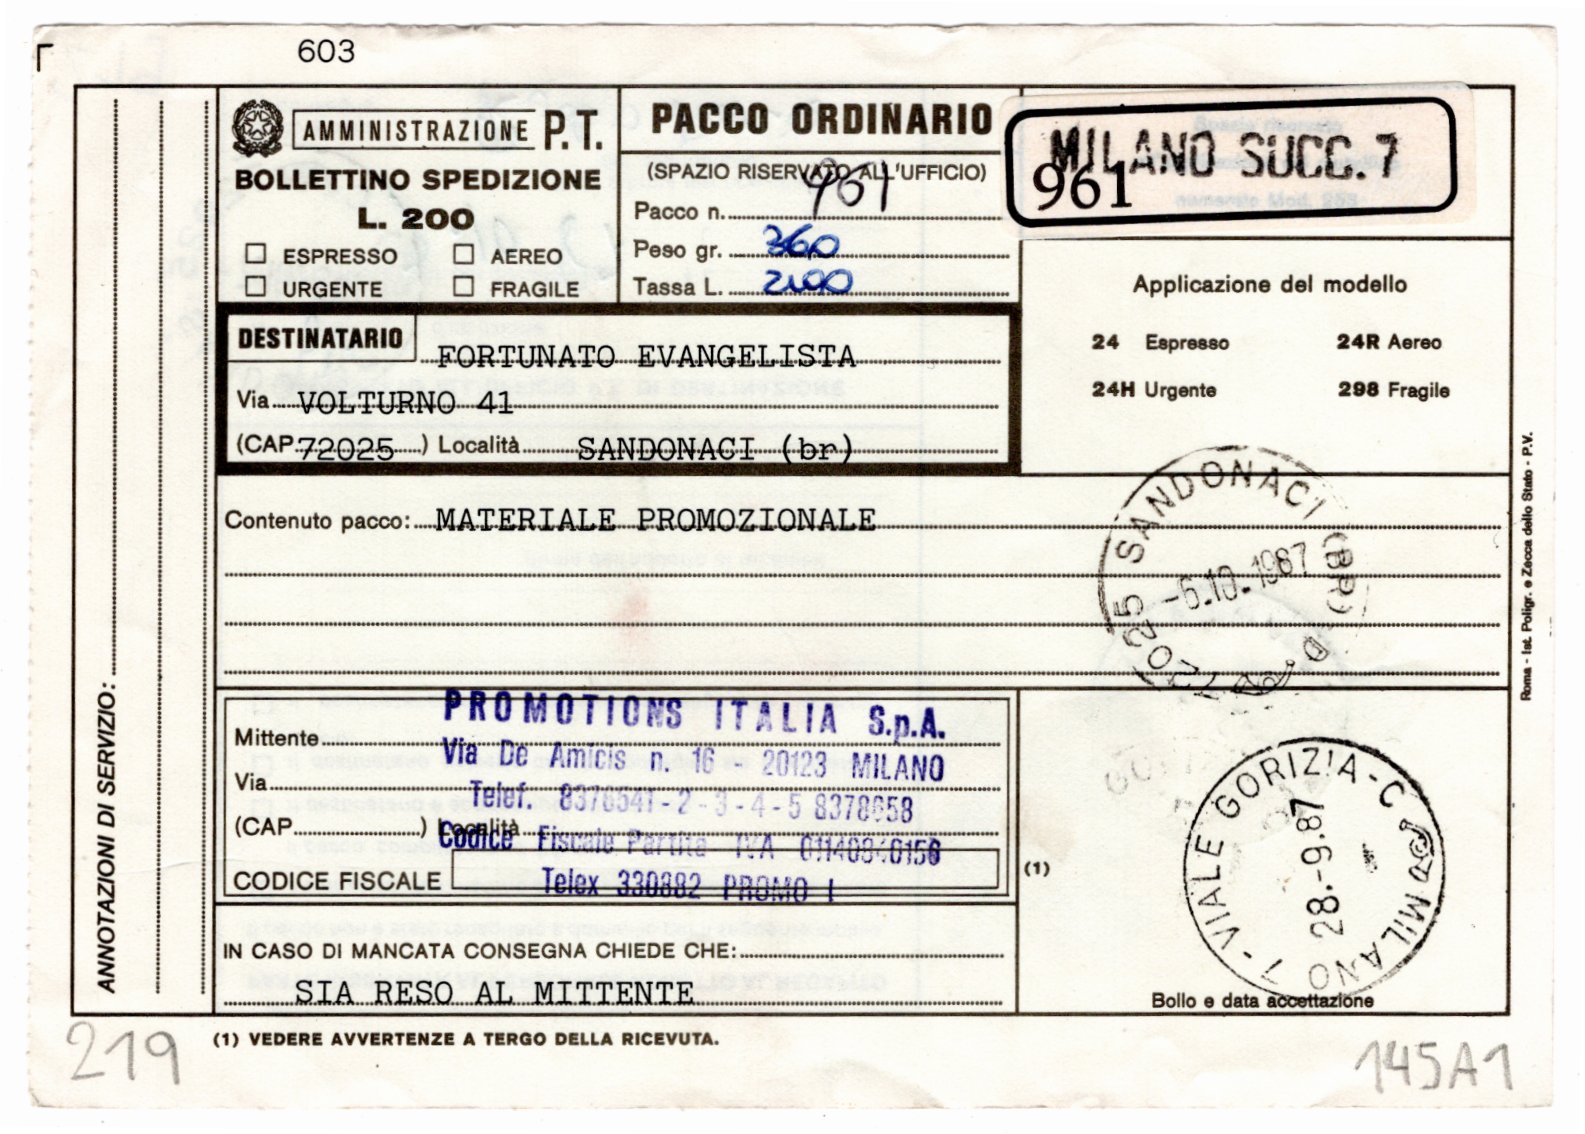 603
AMMINISTRAZIONE P.T.
BOLLETTINO SPEDIZIONE
L. 200
ESPRESSO AEREO
URGENTE FRAGILE
PACCO ORDINARIO
(SPAZIO RISERVATO ALL'UFFICIO)
Pacco n. 961
Peso gr. 360
Tassa L. 2100
MILANO SUCC. 7
961
Applicazione del modello
24 Espresso 24R Aereo
24H Urgente 298 Fragile
DESTINATARIO FORTUNATO EVANGELISTA
Via VOLTURNO 41
(CAP 72025 ) Località SANDONACI (br)
Contenuto pacco: MATERIALE PROMOZIONALE
72025 SANDONACI (BR)
-6.10.1987
Mittente
Via
(CAP ) Località
CODICE FISCALE
PROMOTIONS ITALIA S.p.A.
Via De Amicis n. 16 - 20123 MILANO
Telef. 8376541-2-3-4-5 8378658
Codice Fiscale Partita IVA
Telex 330882 PROMO I
(1)
7 - VIALE GORIZIA - C MILANO
28.-9.87
Bollo e data accettazione
IN CASO DI MANCATA CONSEGNA CHIEDE CHE:
SIA RESO AL MITTENTE
(1) VEDERE AVVERTENZE A TERGO DELLA RICEVUTA.
ANNOTAZIONI DI SERVIZIO:
Roma - Ist. Poligr. e Zecca dello Stato - P.V.
219
145A1